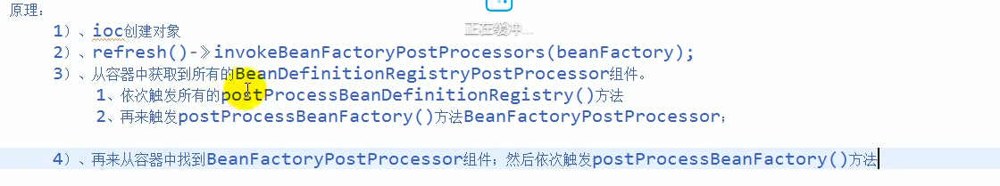 原理：
1）、ioc创建对象
正在缓冲...
2）、refresh()-》invokeBeanFactoryPostProcessors(beanFactory);
3）、从容器中获取到所有的BeanDefinitionRegistryPostProcessor组件。
1、依次触发所有的postProcessBeanDefinitionRegistry()方法
2、再来触发postProcessBeanFactory()方法BeanFactoryPostProcessor；
4）、再来从容器中找到BeanFactoryPostProcessor组件；然后依次触发postProcessBeanFactory()方法